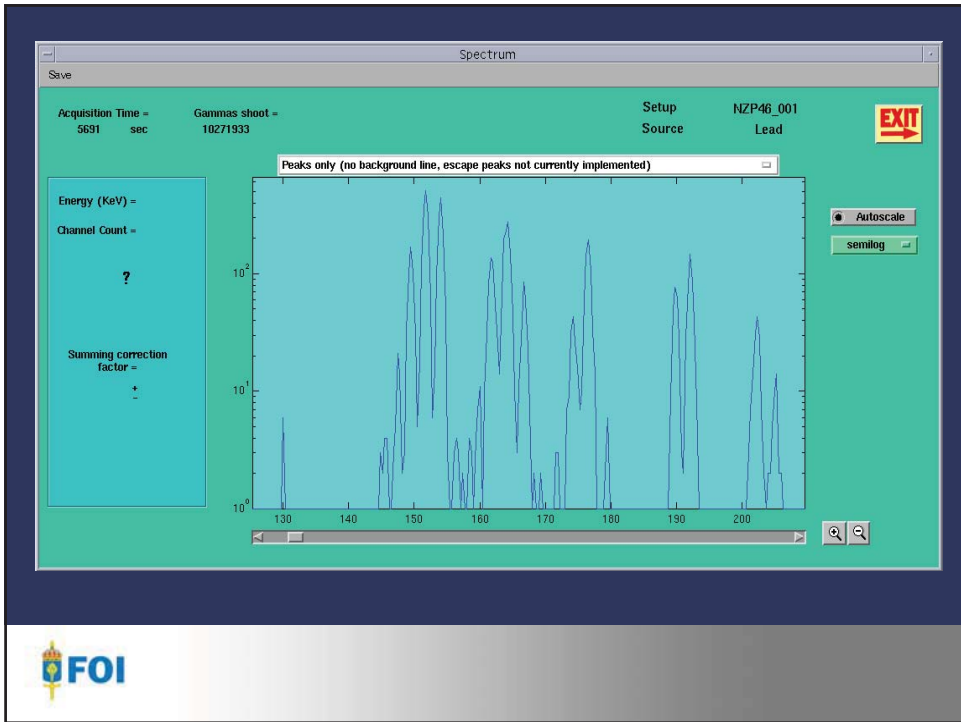 Spectrum
Save
Acquisition Time =
5691 sec
Gammas shoot =
10271933
Setup NZP46_001
Source Lead
EXIT
Peaks only (no background line, escape peaks not currently implemented)
Energy (KeV) =
Channel Count =
?
Summing correction
factor =
+
-
Autoscale
semilog
10²
10¹
10⁰
130 140 150 160 170 180 190 200
FOI